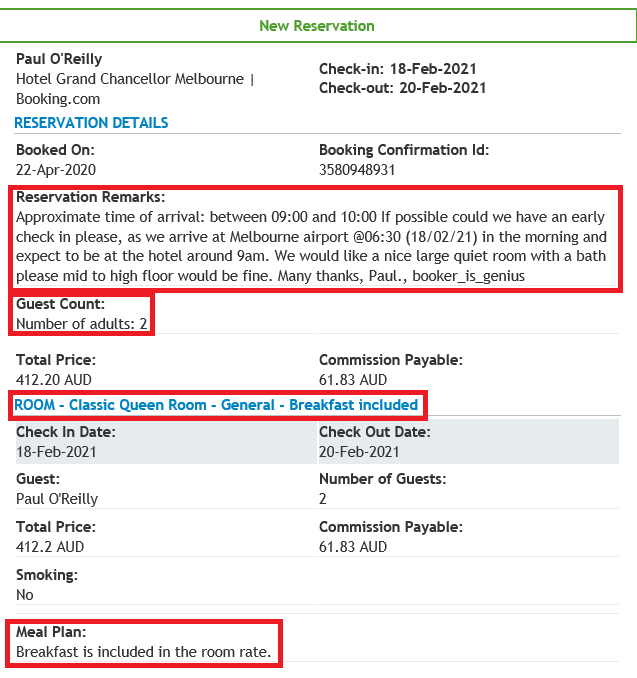 New Reservation
Paul O'Reilly
Hotel Grand Chancellor Melbourne |
Booking.com
Check-in: 18-Feb-2021
Check-out: 20-Feb-2021
RESERVATION DETAILS
Booked On:
22-Apr-2020
Booking Confirmation Id:
3580948931
Reservation Remarks:
Approximate time of arrival: between 09:00 and 10:00 If possible could we have an early
check in please, as we arrive at Melbourne airport @06:30 (18/02/21) in the morning and
expect to be at the hotel around 9am. We would like a nice large quiet room with a bath
please mid to high floor would be fine. Many thanks, Paul., booker_is_genius
Guest Count:
Number of adults: 2
Total Price:
412.20 AUD
Commission Payable:
61.83 AUD
ROOM - Classic Queen Room - General - Breakfast included
Check In Date:
18-Feb-2021
Check Out Date:
20-Feb-2021
Guest:
Paul O'Reilly
Number of Guests:
2
Total Price:
412.2 AUD
Commission Payable:
61.83 AUD
Smoking:
No
Meal Plan:
Breakfast is included in the room rate.